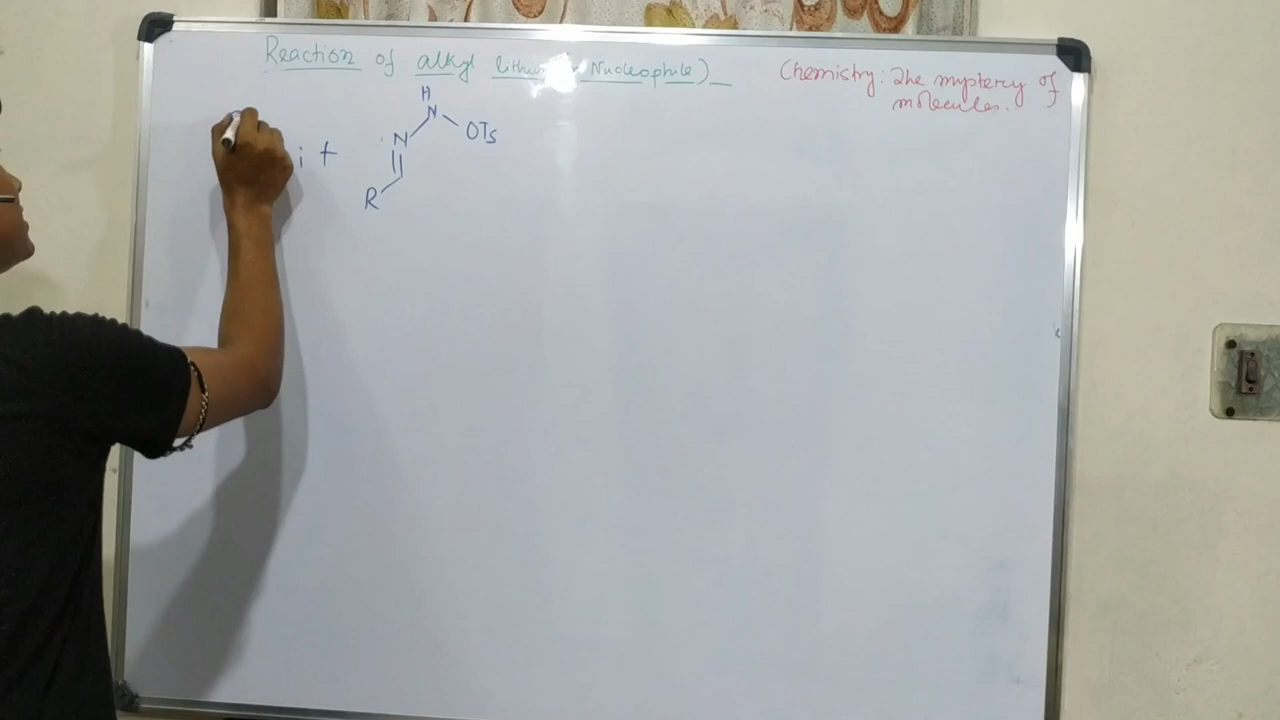 Reaction of alkyl Nucleophile)
Chemistry: The mystery of
molecules.
H
N
OTs
N
i +
R